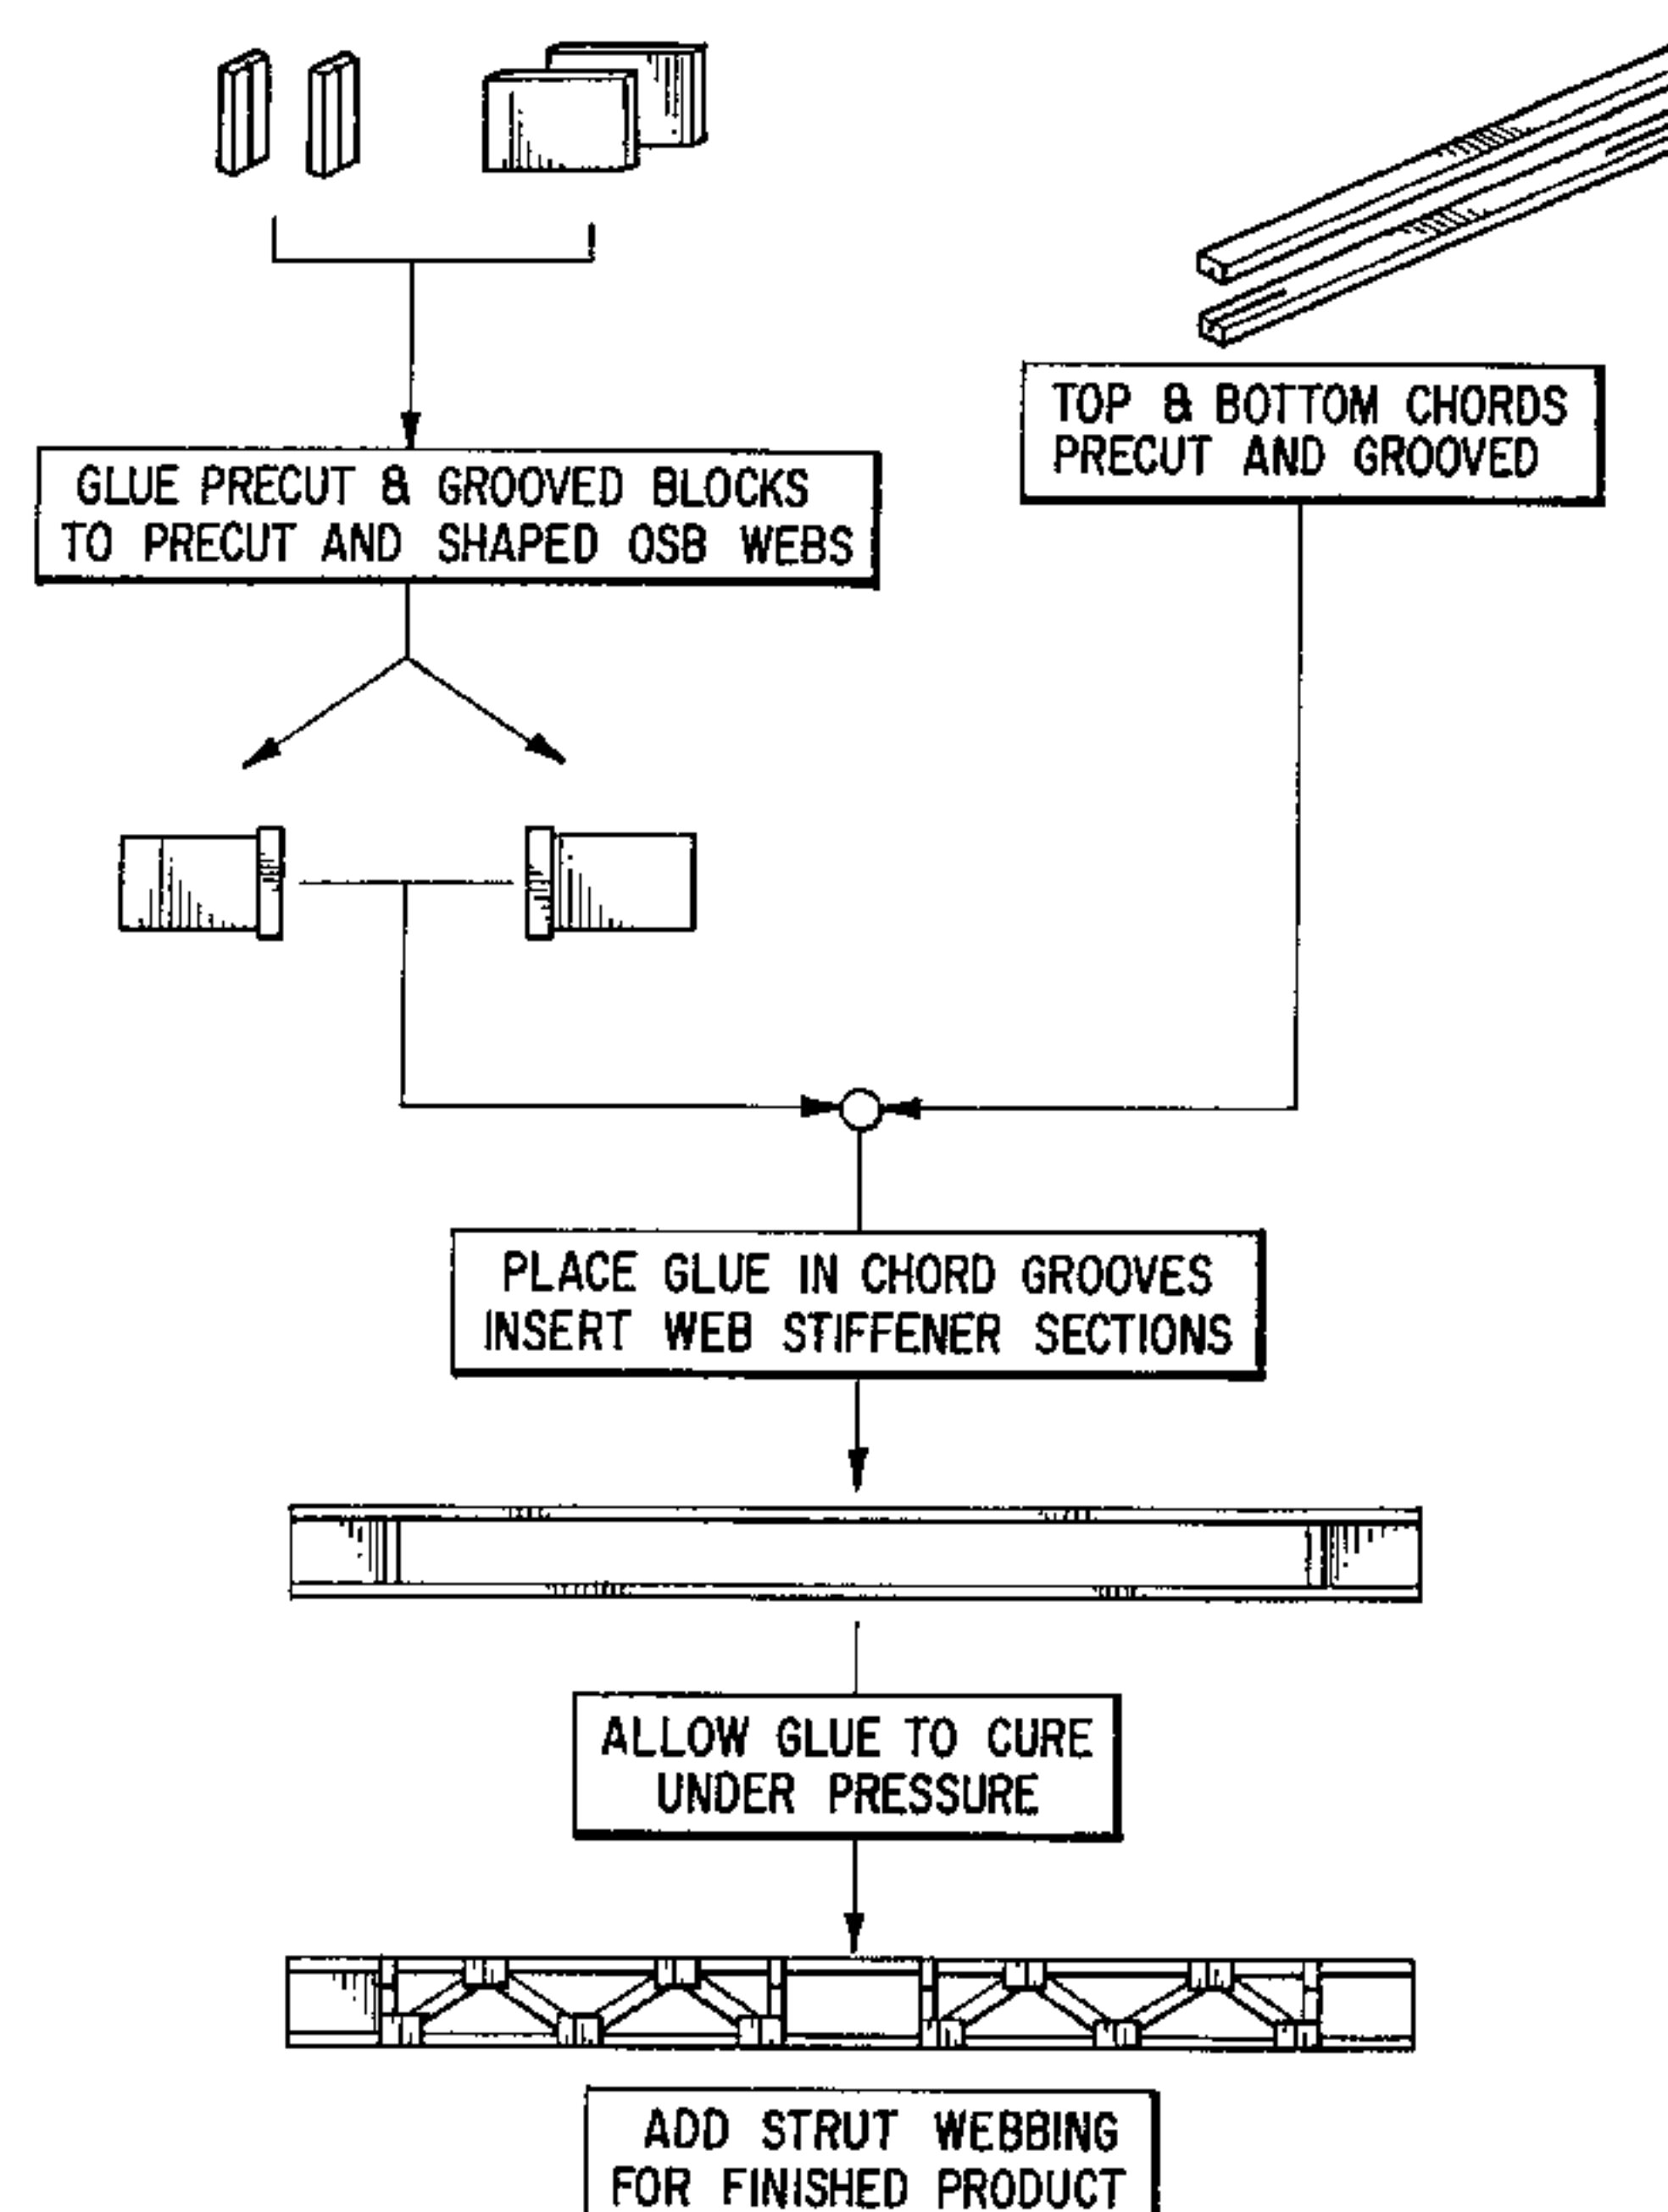 TOP & BOTTOM CHORDS
PRECUT AND GROOVED
GLUE PRECUT & GROOVED BLOCKS
TO PRECUT AND SHAPED OSB WEBS
PLACE GLUE IN CHORD GROOVES
INSERT WEB STIFFENER SECTIONS
ALLOW GLUE TO CURE
UNDER PRESSURE
ADD STRUT WEBBING
FOR FINISHED PRODUCT